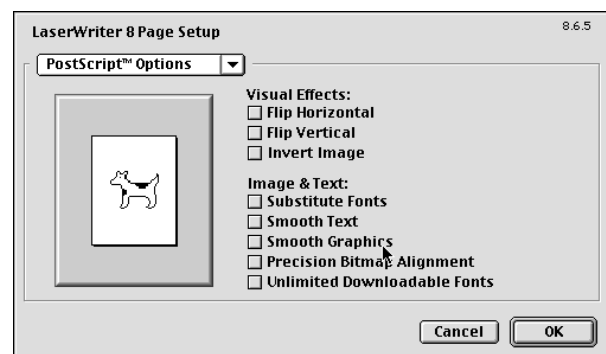 LaserWriter 8 Page Setup
8.6.5
PostScript™ Options
Visual Effects:
Flip Horizontal
Flip Vertical
Invert Image
Image & Text:
Substitute Fonts
Smooth Text
Smooth Graphics
Precision Bitmap Alignment
Unlimited Downloadable Fonts
Cancel
OK